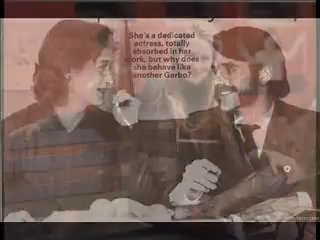 She's a dedicated
actress, totally
absorbed in her
work, but why does
she behave like
another Garbo?